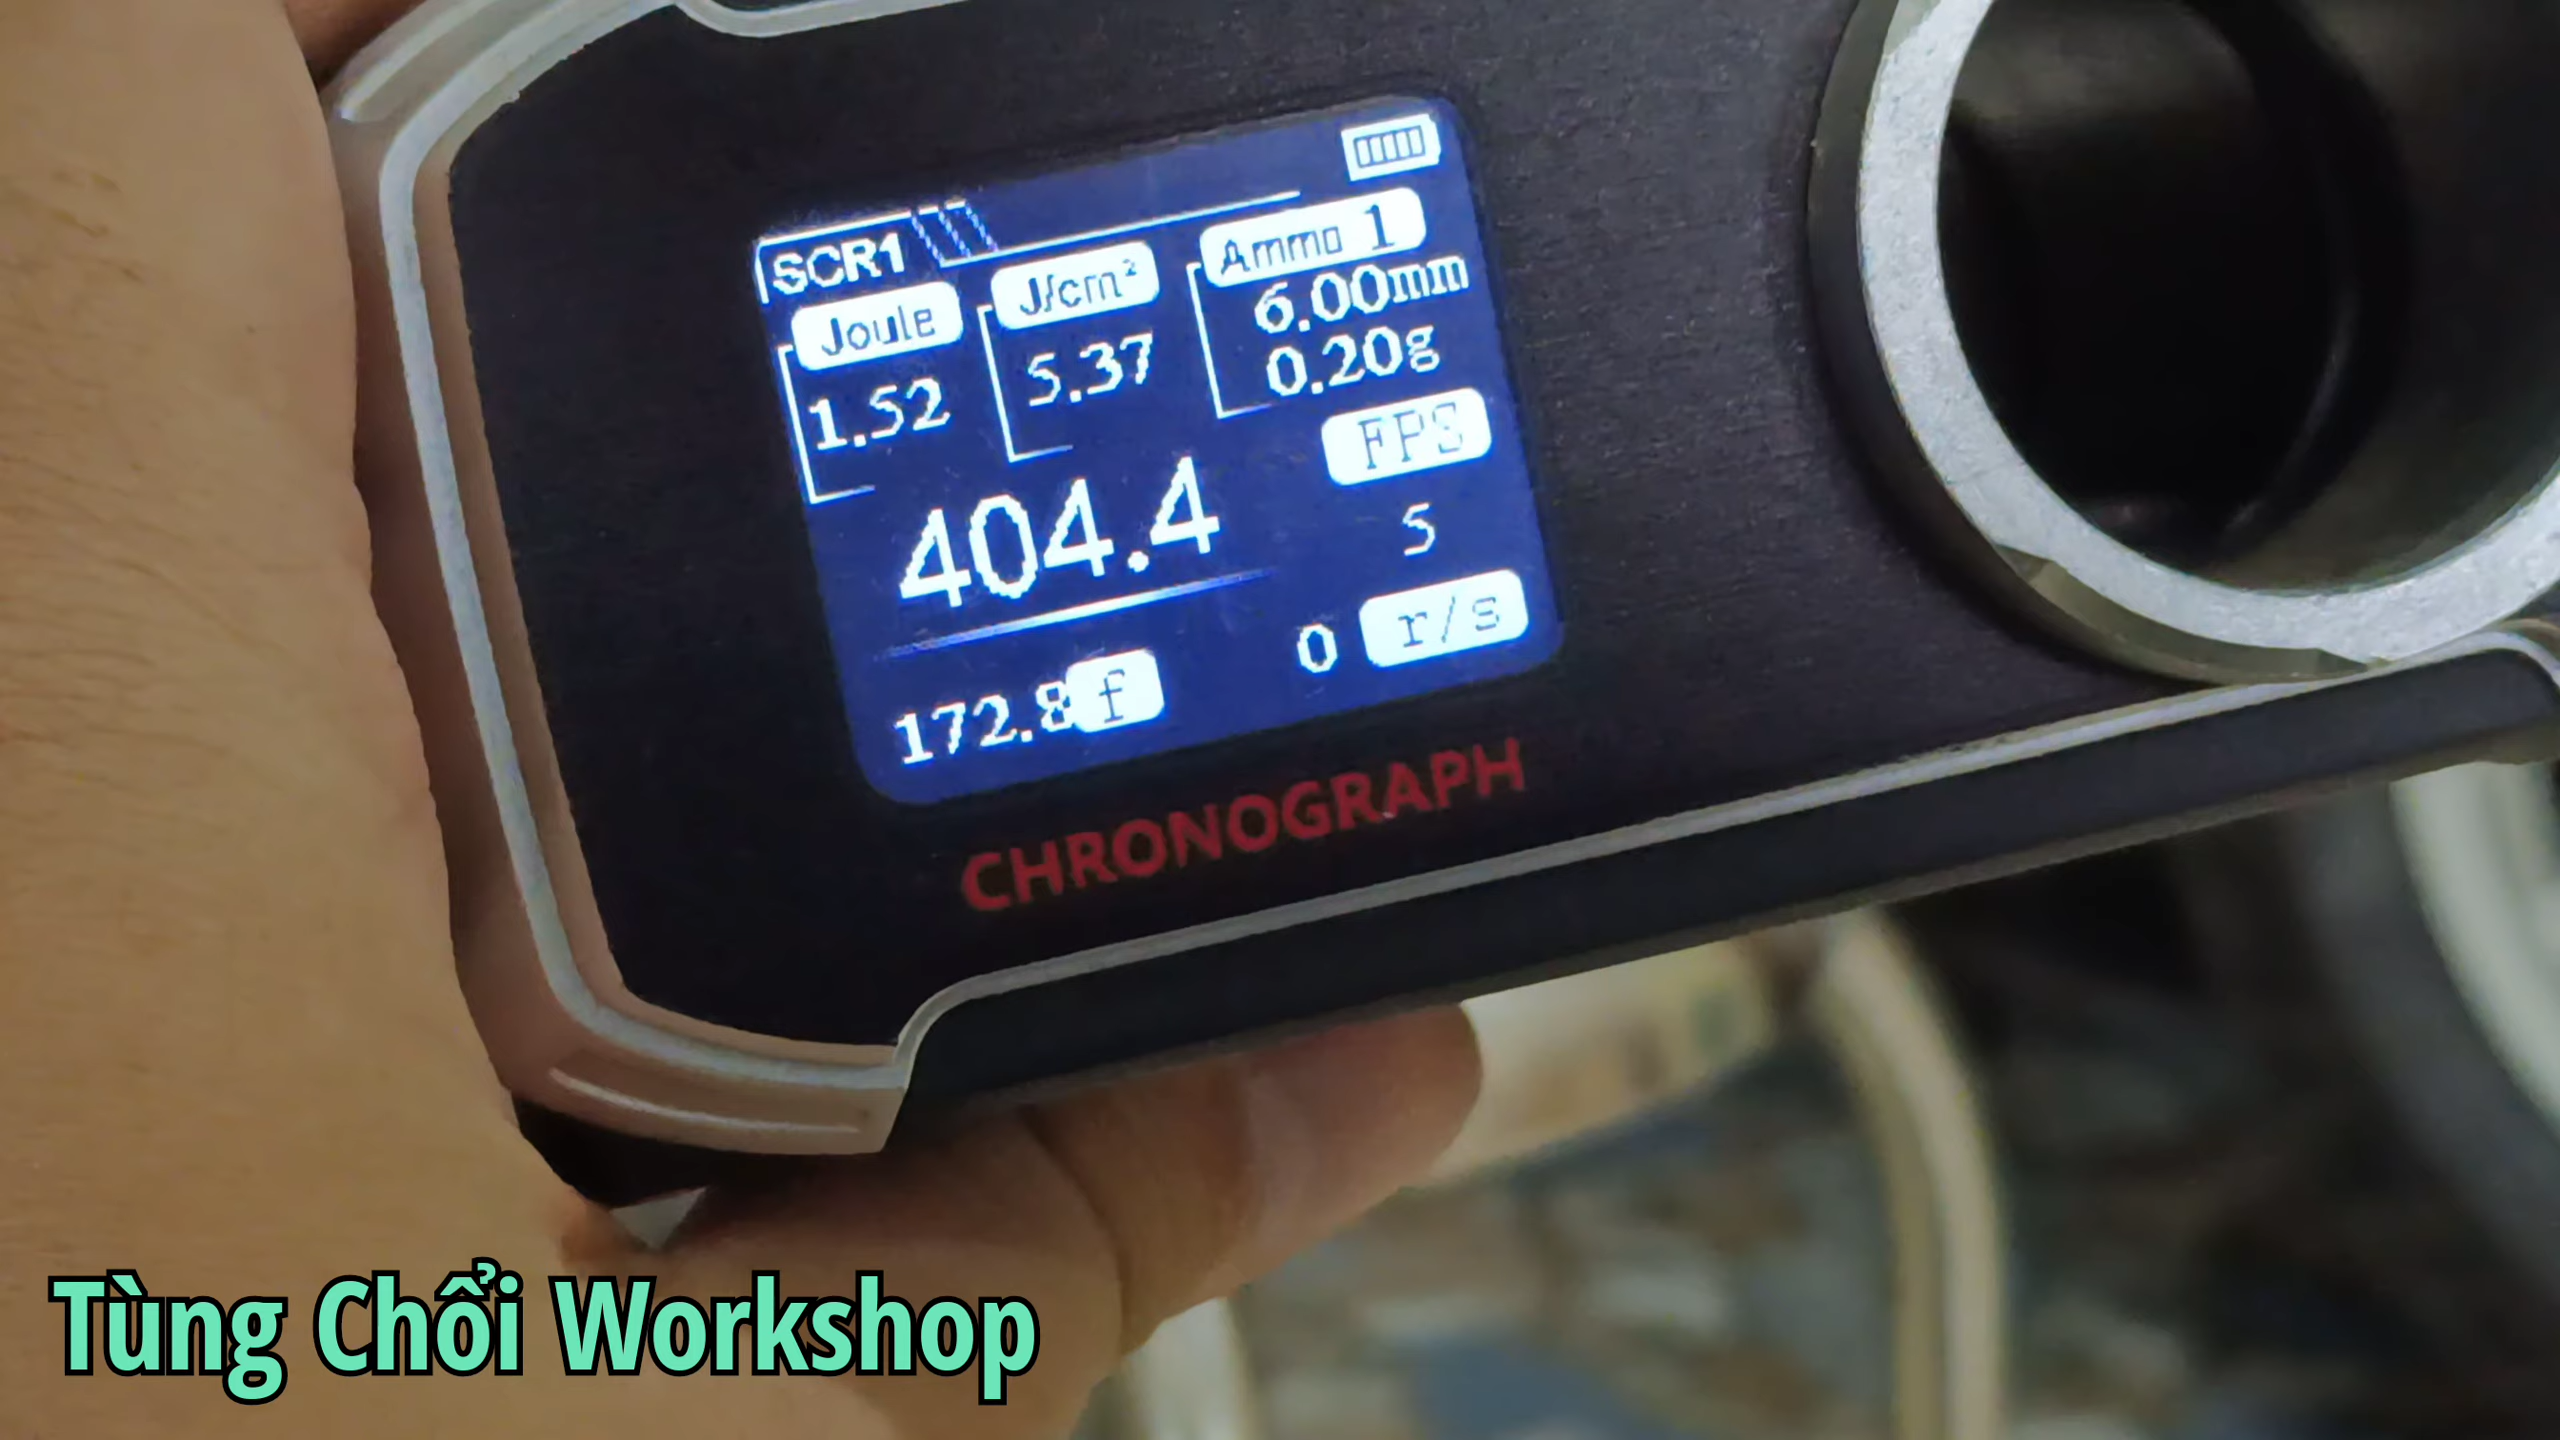 SCR1
Joule
J/cm²
Ammo 1
1.52
5.37
6.00mm
0.20g
FPS
404.4
5
172.8 f
0 r/s
CHRONOGRAPH
Tùng Chổi Workshop